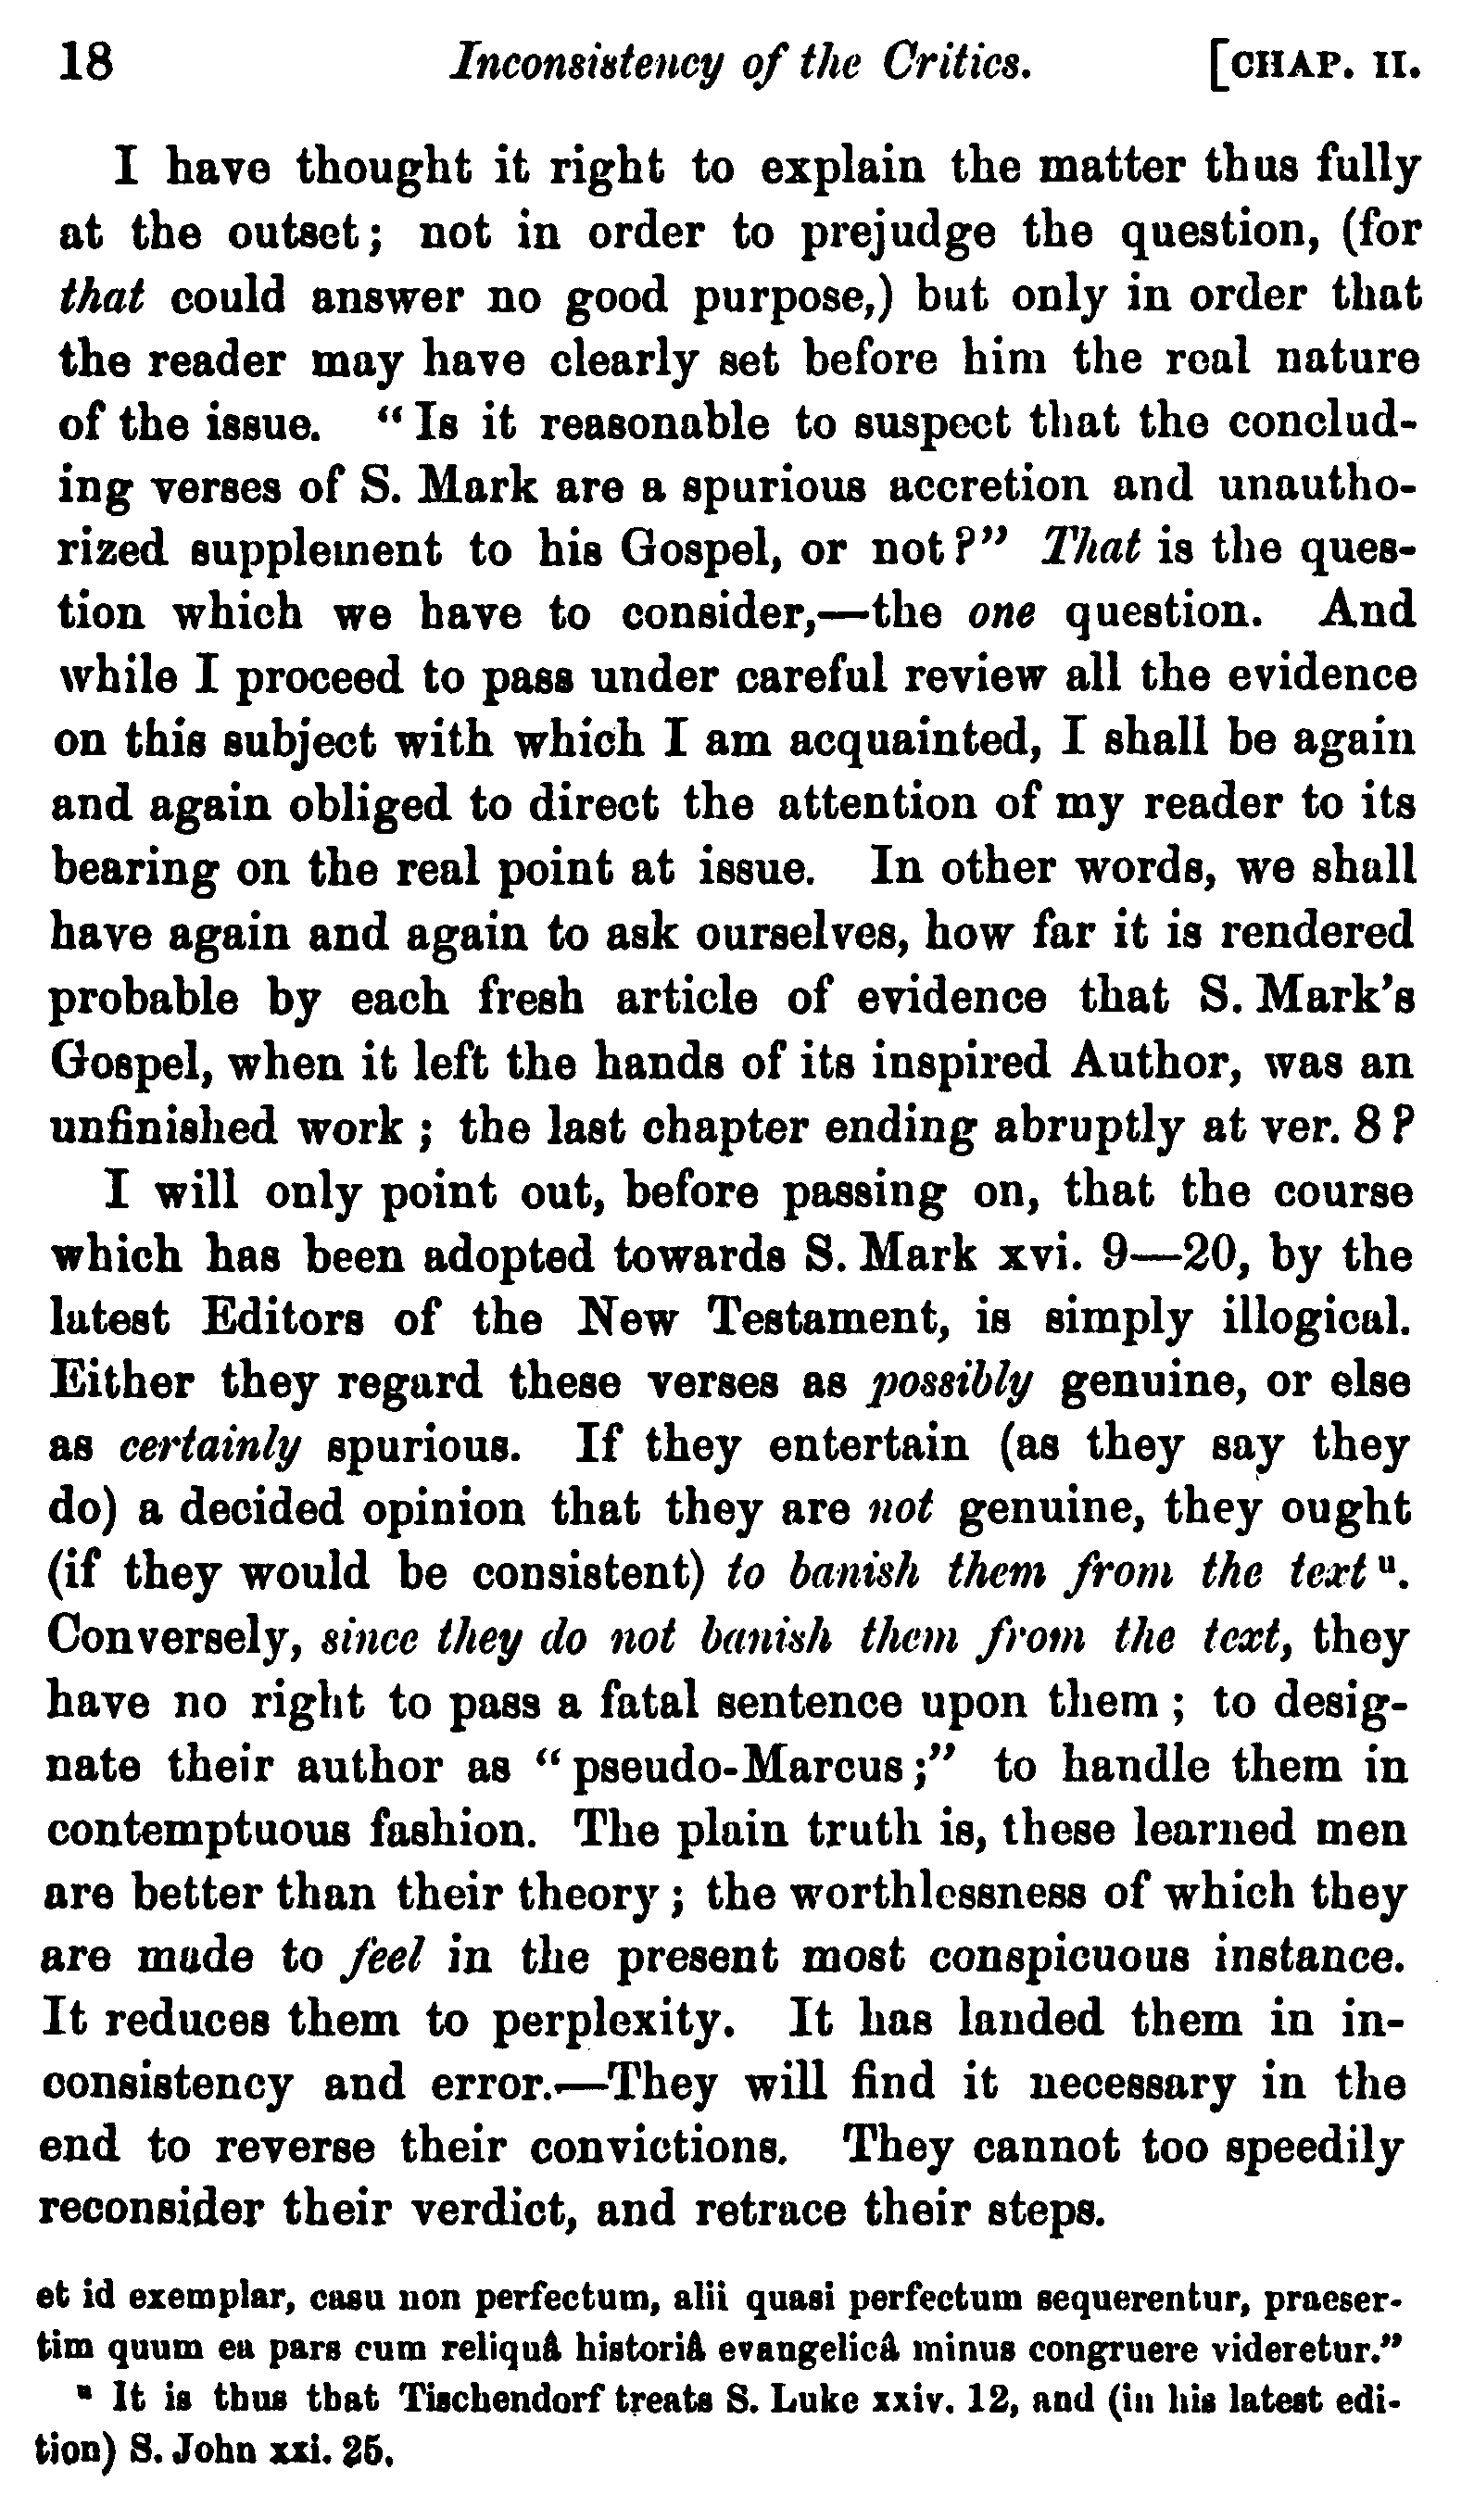 18 Inconsistency of the Critics. [CHAP. II.
I have thought it right to explain the matter thus fully
at the outset; not in order to prejudge the question, (for
that could answer no good purpose,) but only in order that
the reader may have clearly set before him the real nature
of the issue. “Is it reasonable to suspect that the conclud-
ing verses of S. Mark are a spurious accretion and unautho-
rized supplement to his Gospel, or not?” That is the ques-
tion which we have to consider,—the one question. And
while I proceed to pass under careful review all the evidence
on this subject with which I am acquainted, I shall be again
and again obliged to direct the attention of my reader to its
bearing on the real point at issue. In other words, we shall
have again and again to ask ourselves, how far it is rendered
probable by each fresh article of evidence that S. Mark’s
Gospel, when it left the hands of its inspired Author, was an
unfinished work; the last chapter ending abruptly at ver. 8?
I will only point out, before passing on, that the course
which has been adopted towards S. Mark xvi. 9—20, by the
latest Editors of the New Testament, is simply illogical.
Either they regard these verses as possibly genuine, or else
as certainly spurious. If they entertain (as they say they
do) a decided opinion that they are not genuine, they ought
(if they would be consistent) to banish them from the text u.
Conversely, since they do not banish them from the text, they
have no right to pass a fatal sentence upon them; to desig-
nate their author as “pseudo-Marcus;” to handle them in
contemptuous fashion. The plain truth is, these learned men
are better than their theory; the worthlessness of which they
are made to feel in the present most conspicuous instance.
It reduces them to perplexity. It has landed them in in-
consistency and error.—They will find it necessary in the
end to reverse their convictions. They cannot too speedily
reconsider their verdict, and retrace their steps.
et id exemplar, casu non perfectum, alii quasi perfectum sequerentur, praeser-
tim quum ea pars cum reliquâ historiâ evangelicâ minus congruere videretur.”
u It is thus that Tischendorf treats S. Luke xxiv. 12, and (in his latest edi-
tion) S. John xxi. 25.